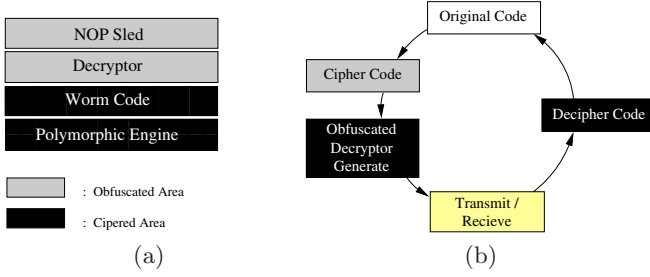 NOP Sled
Decryptor
Worm Code
Polymorphic Engine
: Obfuscated Area
: Cipered Area
(a)
Original Code
Cipher Code
Obfuscated
Decryptor
Generate
Transmit /
Recieve
Decipher Code
(b)